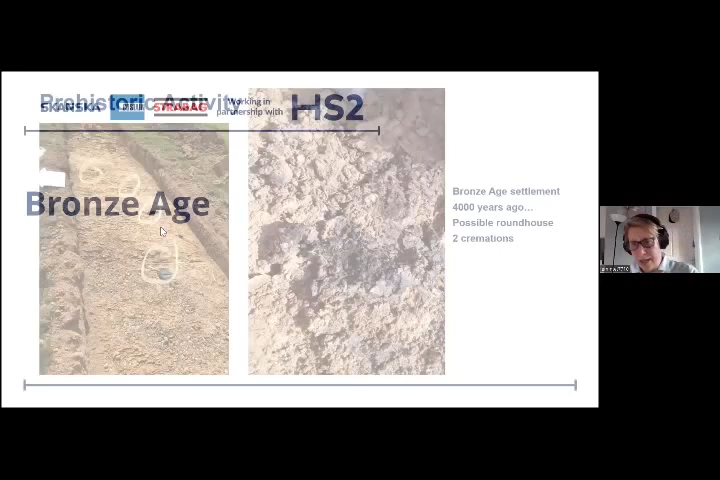 Prehistoric Activity
SKANSKA
STRABAG
Working in
partnership with
HS2
Bronze Age
Bronze Age settlement
4000 years ago...
Possible roundhouse
2 cremations